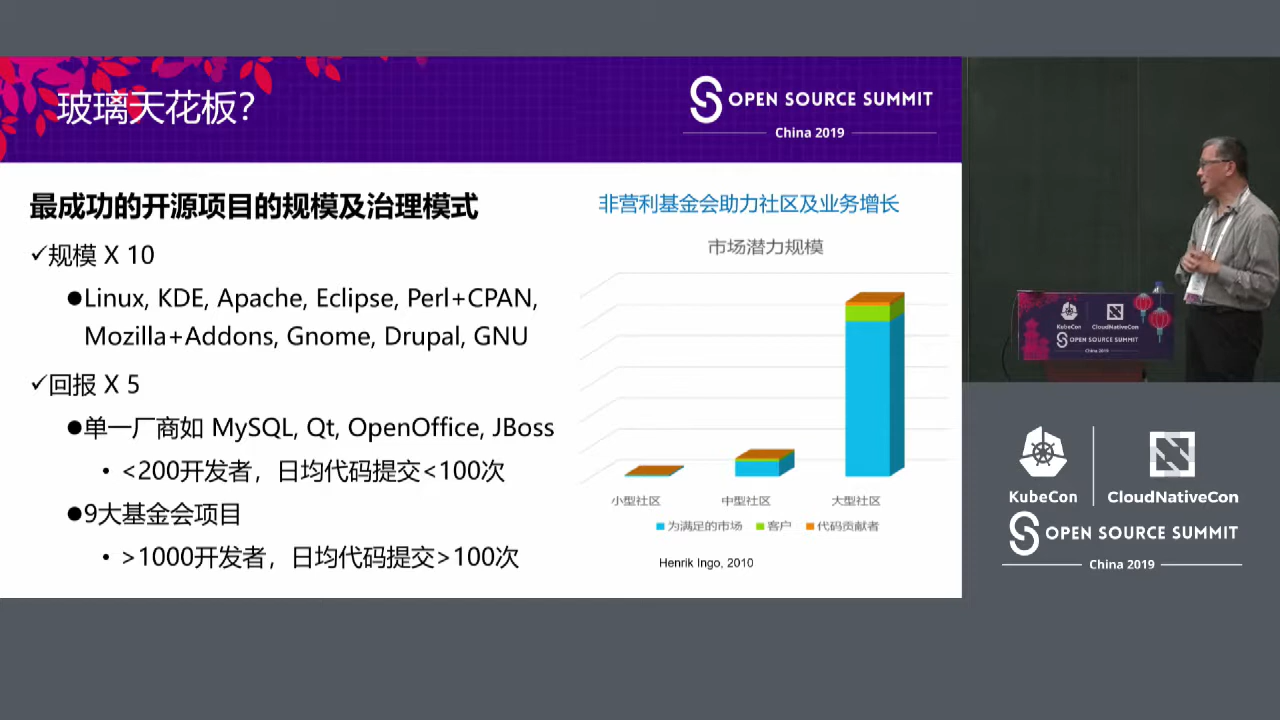 玻璃天花板?
OPEN SOURCE SUMMIT
China 2019
最成功的开源项目的规模及治理模式
✓规模 X 10
●Linux, KDE, Apache, Eclipse, Perl+CPAN,
Mozilla+Addons, Gnome, Drupal, GNU
✓回报 X 5
●单一厂商如 MySQL, Qt, OpenOffice, JBoss
• <200开发者，日均代码提交<100次
●9大基金会项目
• >1000开发者，日均代码提交>100次
非营利基金会助力社区及业务增长
市场潜力规模
小型社区 中型社区 大型社区
为满足的市场 客户 代码贡献者
Henrik Ingo, 2010
KubeCon CloudNativeCon
OPEN SOURCE SUMMIT
China 2019
KubeCon CloudNativeCon
OPEN SOURCE SUMMIT
China 2019